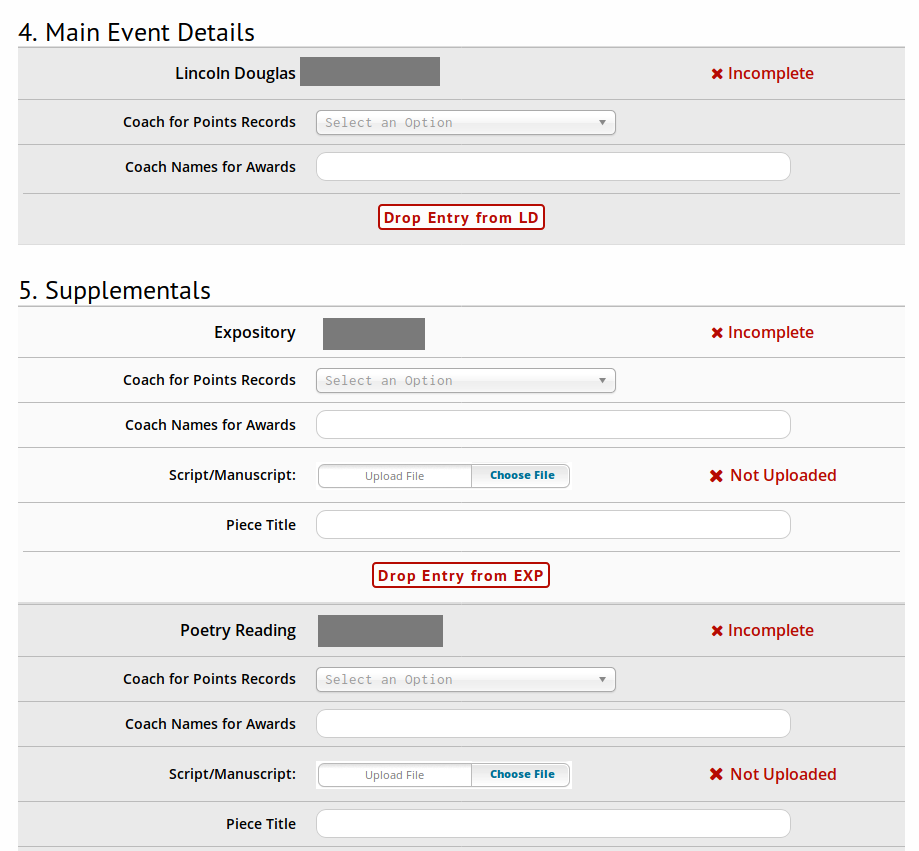 4. Main Event Details
Lincoln Douglas ✖ Incomplete
Coach for Points Records Select an Option
Coach Names for Awards
Drop Entry from LD
5. Supplementals
Expository ✖ Incomplete
Coach for Points Records Select an Option
Coach Names for Awards
Script/Manuscript: Upload File Choose File ✖ Not Uploaded
Piece Title
Drop Entry from EXP
Poetry Reading ✖ Incomplete
Coach for Points Records Select an Option
Coach Names for Awards
Script/Manuscript: Upload File Choose File ✖ Not Uploaded
Piece Title